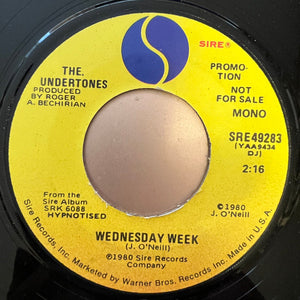 SIRE®
THE
UNDERTONES
PRODUCED
BY ROGER
A. BECHIRIAN
PROMO-
TION
NOT
FOR SALE
MONO
SRE49283
(YAA9434
DJ)
2:16
From the
Sire Album
SRK 6088
HYPNOTISED
©1980
J. O'Neill
WEDNESDAY WEEK
(J. O'Neill)
℗1980 Sire Records
Company
Sire Records, Inc. Marketed by Warner Bros. Records Inc. Made in U.S.A.